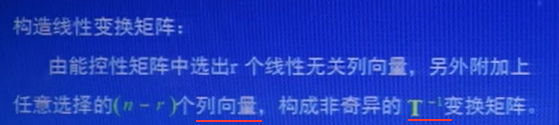 构造线性变换矩阵：
由能控性矩阵中选出r 个线性无关列向量，另外附加上
任意选择的(n − r)个列向量，构成非奇异的 T⁻¹变换矩阵。